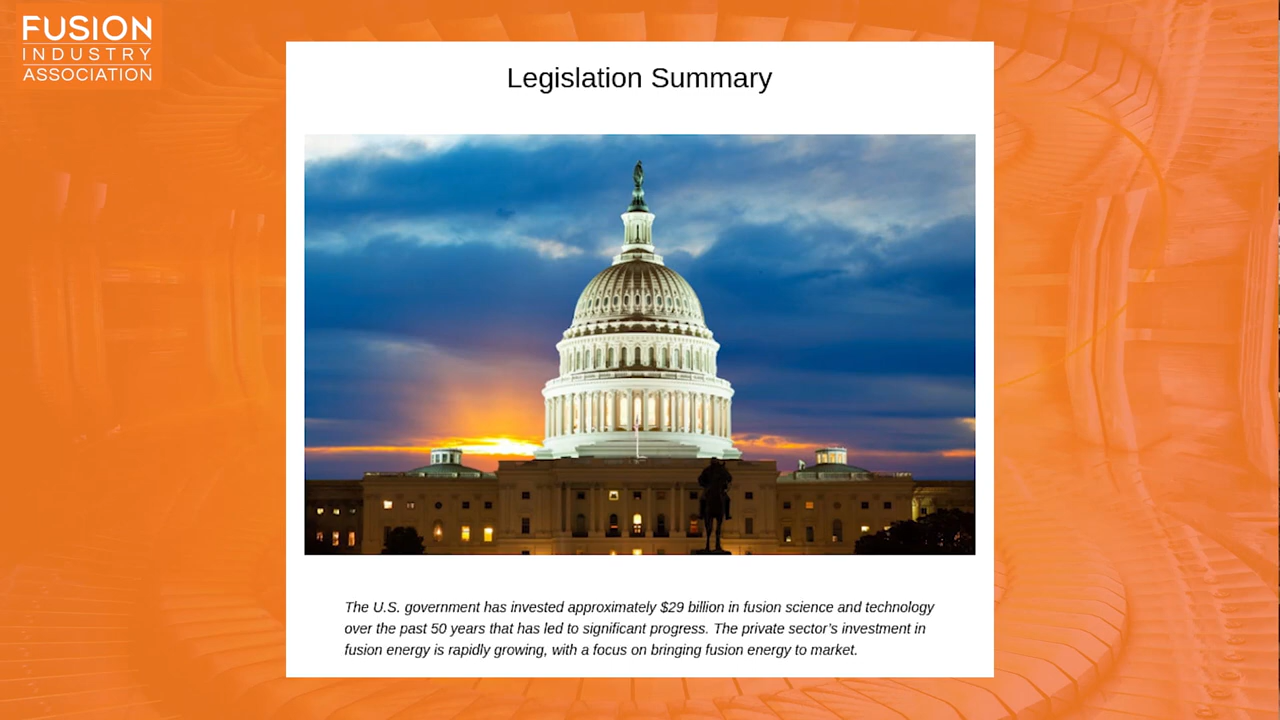 FUSION
INDUSTRY
ASSOCIATION
Legislation Summary
The U.S. government has invested approximately $29 billion in fusion science and technology
over the past 50 years that has led to significant progress. The private sector’s investment in
fusion energy is rapidly growing, with a focus on bringing fusion energy to market.